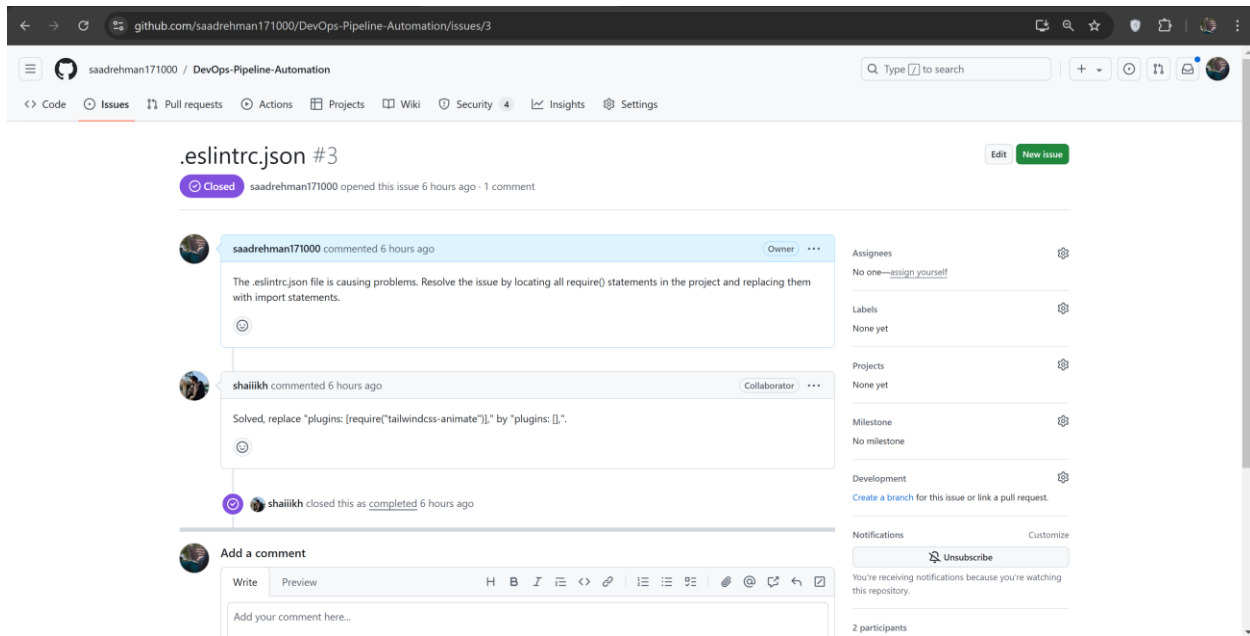 github.com/saadrehman171000/DevOps-Pipeline-Automation/issues/3
saadrehman171000 / DevOps-Pipeline-Automation
Type / to search
Code Issues Pull requests Actions Projects Wiki Security 4 Insights Settings
.eslintrc.json #3
Edit New issue
Closed saadrehman171000 opened this issue 6 hours ago · 1 comment
saadrehman171000 commented 6 hours ago Owner ···
The .eslintrc.json file is causing problems. Resolve the issue by locating all require() statements in the project and replacing them
with import statements.
shaiiikh commented 6 hours ago Collaborator ···
Solved, replace "plugins: [require("tailwindcss-animate")]," by "plugins: [],".
shaiiikh closed this as completed 6 hours ago
Add a comment
Write Preview
Add your comment here...
Assignees
No one—assign yourself
Labels
None yet
Projects
None yet
Milestone
No milestone
Development
Create a branch for this issue or link a pull request.
Notifications Customize
Unsubscribe
You're receiving notifications because you're watching
this repository.
2 participants